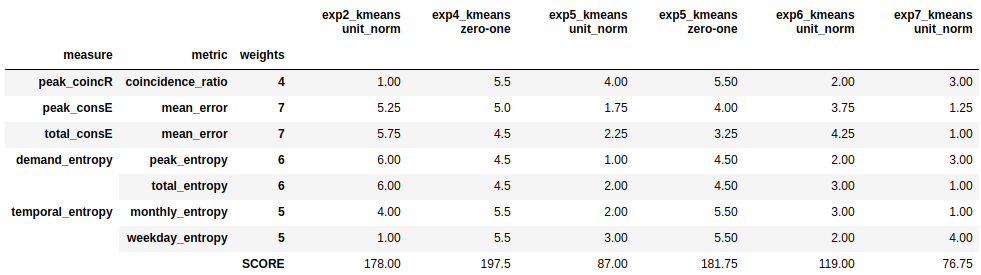 exp2_kmeans exp4_kmeans exp5_kmeans exp5_kmeans exp6_kmeans exp7_kmeans
unit_norm zero-one unit_norm zero-one unit_norm unit_norm
measure metric weights
peak_coincR coincidence_ratio 4 1.00 5.5 4.00 5.50 2.00 3.00
peak_consE mean_error 7 5.25 5.0 1.75 4.00 3.75 1.25
total_consE mean_error 7 5.75 4.5 2.25 3.25 4.25 1.00
demand_entropy peak_entropy 6 6.00 4.5 1.00 4.50 2.00 3.00
total_entropy 6 6.00 4.5 2.00 4.50 3.00 1.00
temporal_entropy monthly_entropy 5 4.00 5.5 2.00 5.50 3.00 1.00
weekday_entropy 5 1.00 5.5 3.00 5.50 2.00 4.00
SCORE 178.00 197.5 87.00 181.75 119.00 76.75